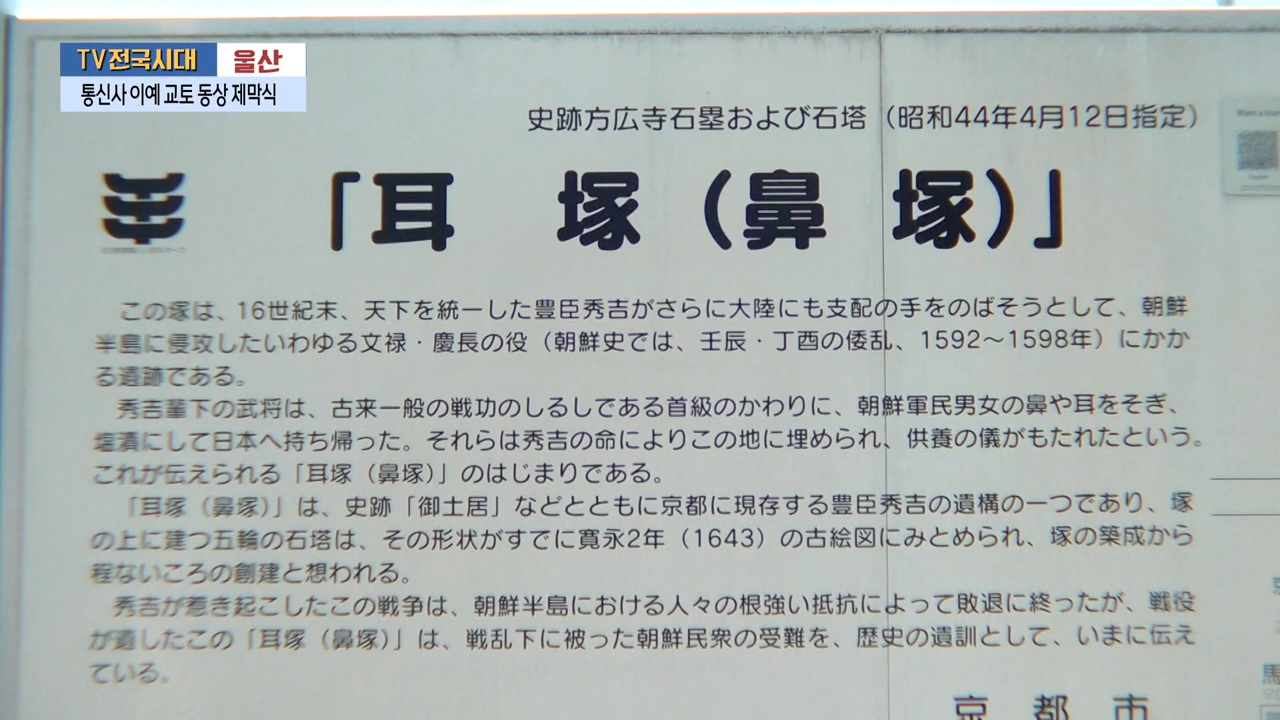 TV전국시대 울산
통신사 이예 교토 동상 제막식
史跡方広寺石塁および石塔（昭和44年4月12日指定）
「耳塚（鼻塚）」
この塚は、16世紀末、天下を統一した豊臣秀吉がさらに大陸にも支配の手をのばそうとして、朝鮮
半島に侵攻したいわゆる文禄・慶長の役（朝鮮史では、壬辰・丁酉の倭乱、1592～1598年）にかか
る遺跡である。
秀吉輩下の武将は、古来一般の戦功のしるしである首級のかわりに、朝鮮軍民男女の鼻や耳をそぎ、
塩漬にして日本へ持ち帰った。それらは秀吉の命によりこの地に埋められ、供養の儀がもたれたという。
これが伝えられる「耳塚（鼻塚）」のはじまりである。
「耳塚（鼻塚）」は、史跡「御土居」などとともに京都に現存する豊臣秀吉の遺構の一つであり、塚
の上に建つ五輪の石塔は、その形状がすでに寛永2年（1643）の古絵図にみとめられ、塚の築成から
程ないころの創建と想われる。
秀吉が惹き起こしたこの戦争は、朝鮮半島における人々の根強い抵抗によって敗退に終ったが、戦役
が遺したこの「耳塚（鼻塚）」は、戦乱下に被った朝鮮民衆の受難を、歴史の遺訓として、いまに伝え
ている。
京都市
馬